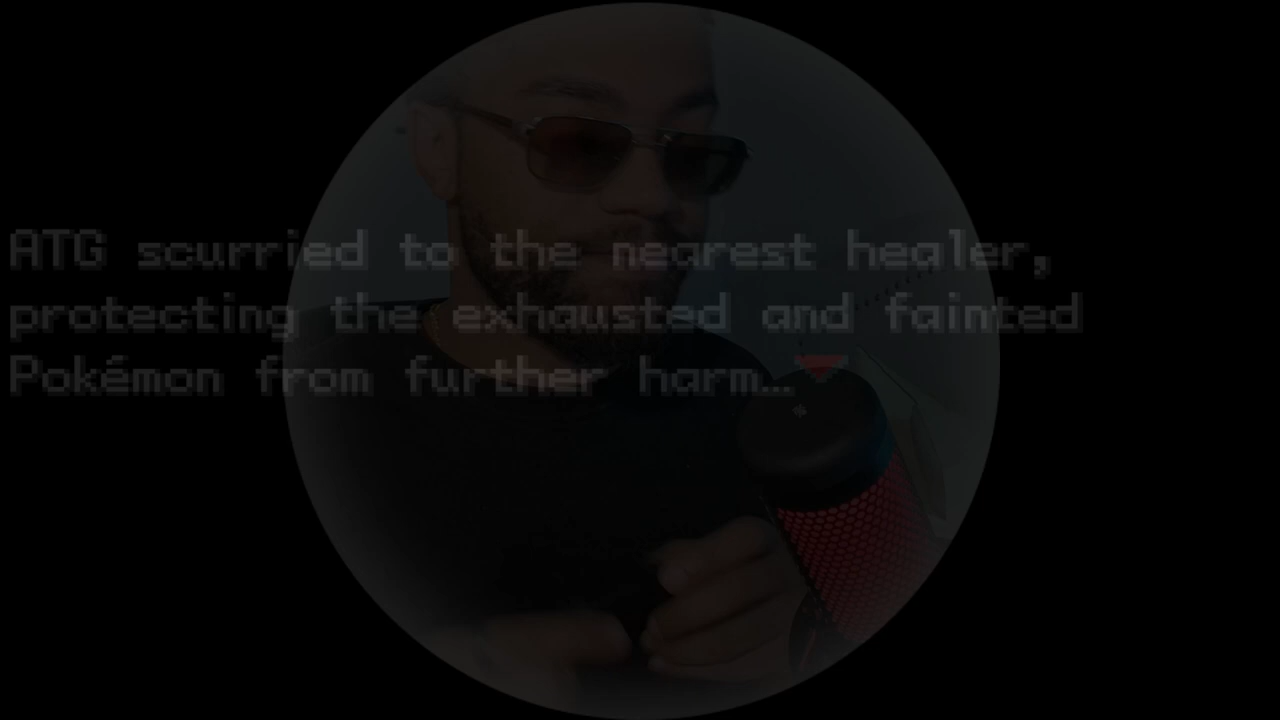 ATG scurried to the nearest healer,
protecting the exhausted and fainted
Pokémon from further harm...